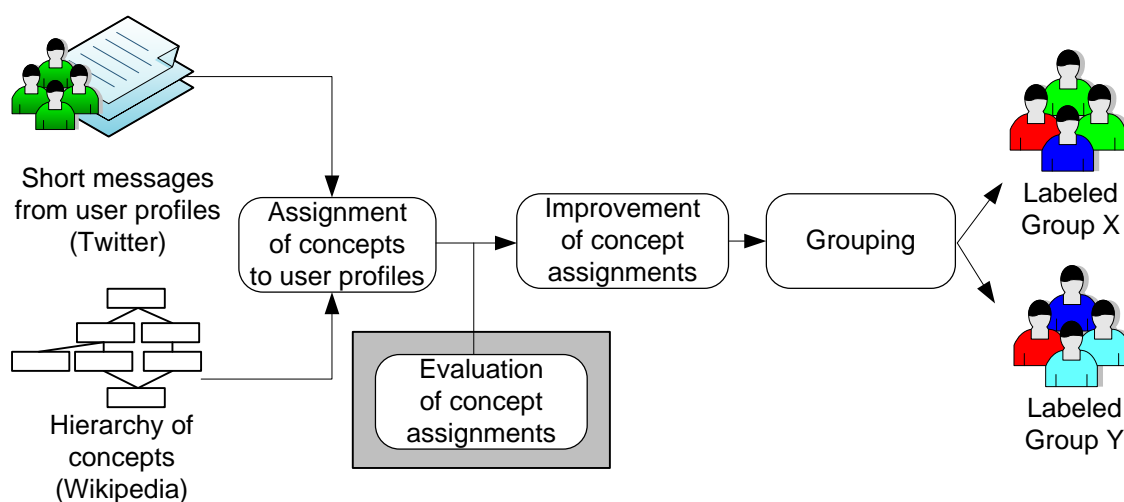 Short messages
from user profiles
(Twitter)
Hierarchy of
concepts
(Wikipedia)
Assignment
of concepts
to user profiles
Evaluation
of concept
assignments
Improvement
of concept
assignments
Grouping
Labeled
Group X
Labeled
Group Y